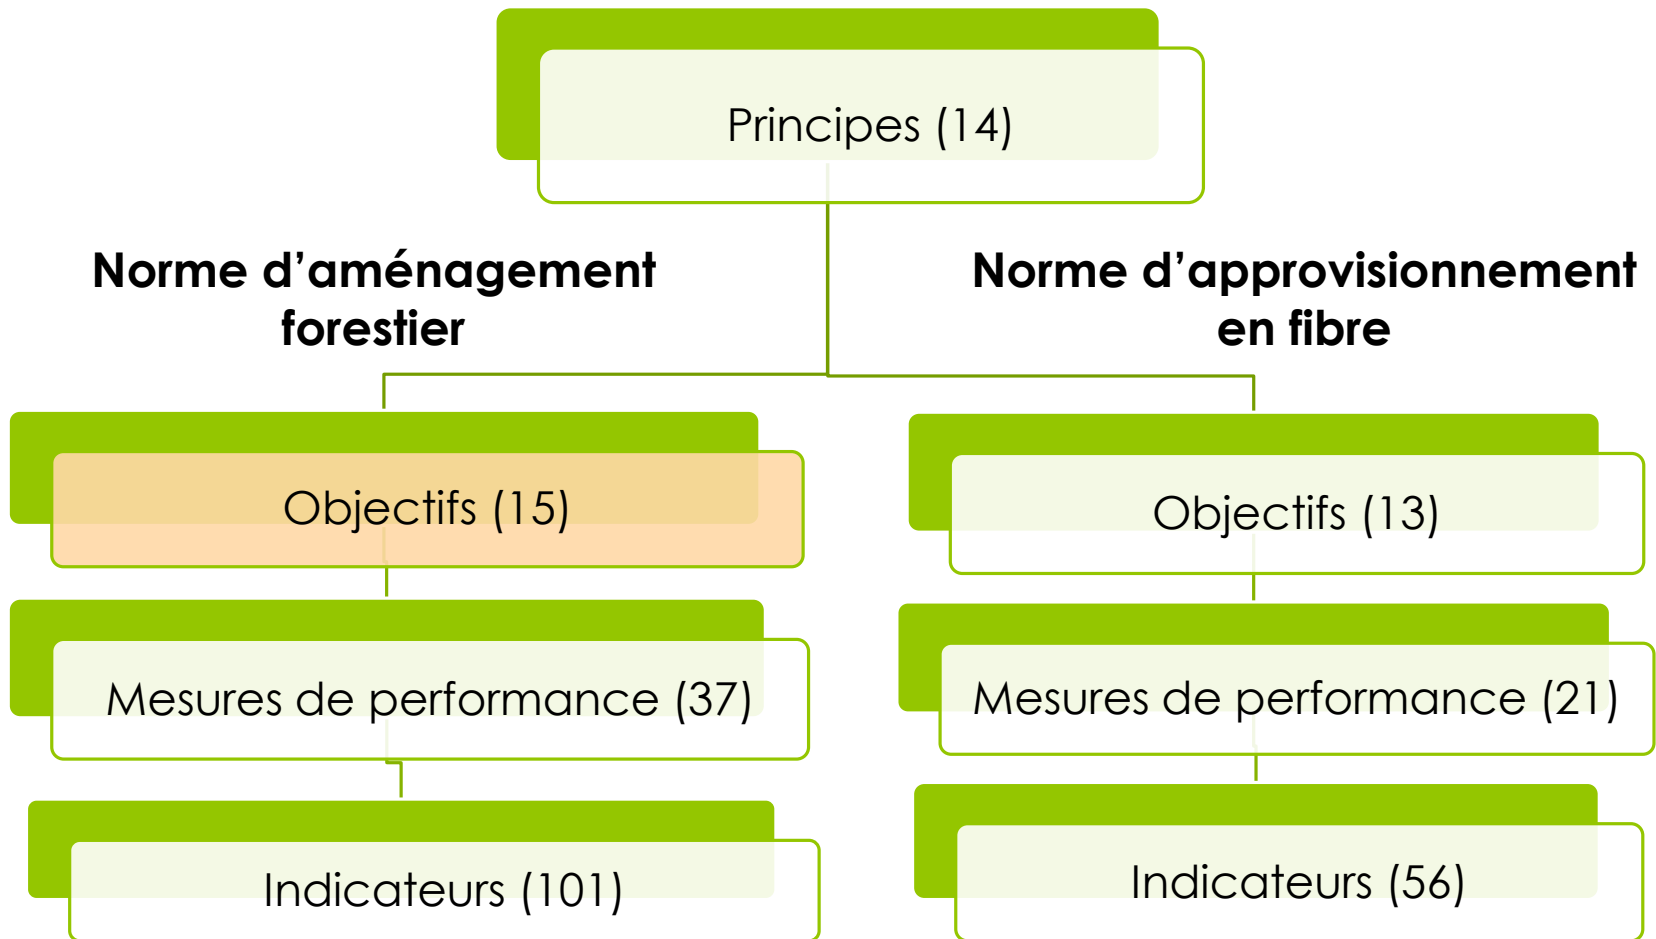 Principes (14)
Norme d’aménagement
forestier
Objectifs (15)
Mesures de performance (37)
Indicateurs (101)
Norme d’approvisionnement
en fibre
Objectifs (13)
Mesures de performance (21)
Indicateurs (56)